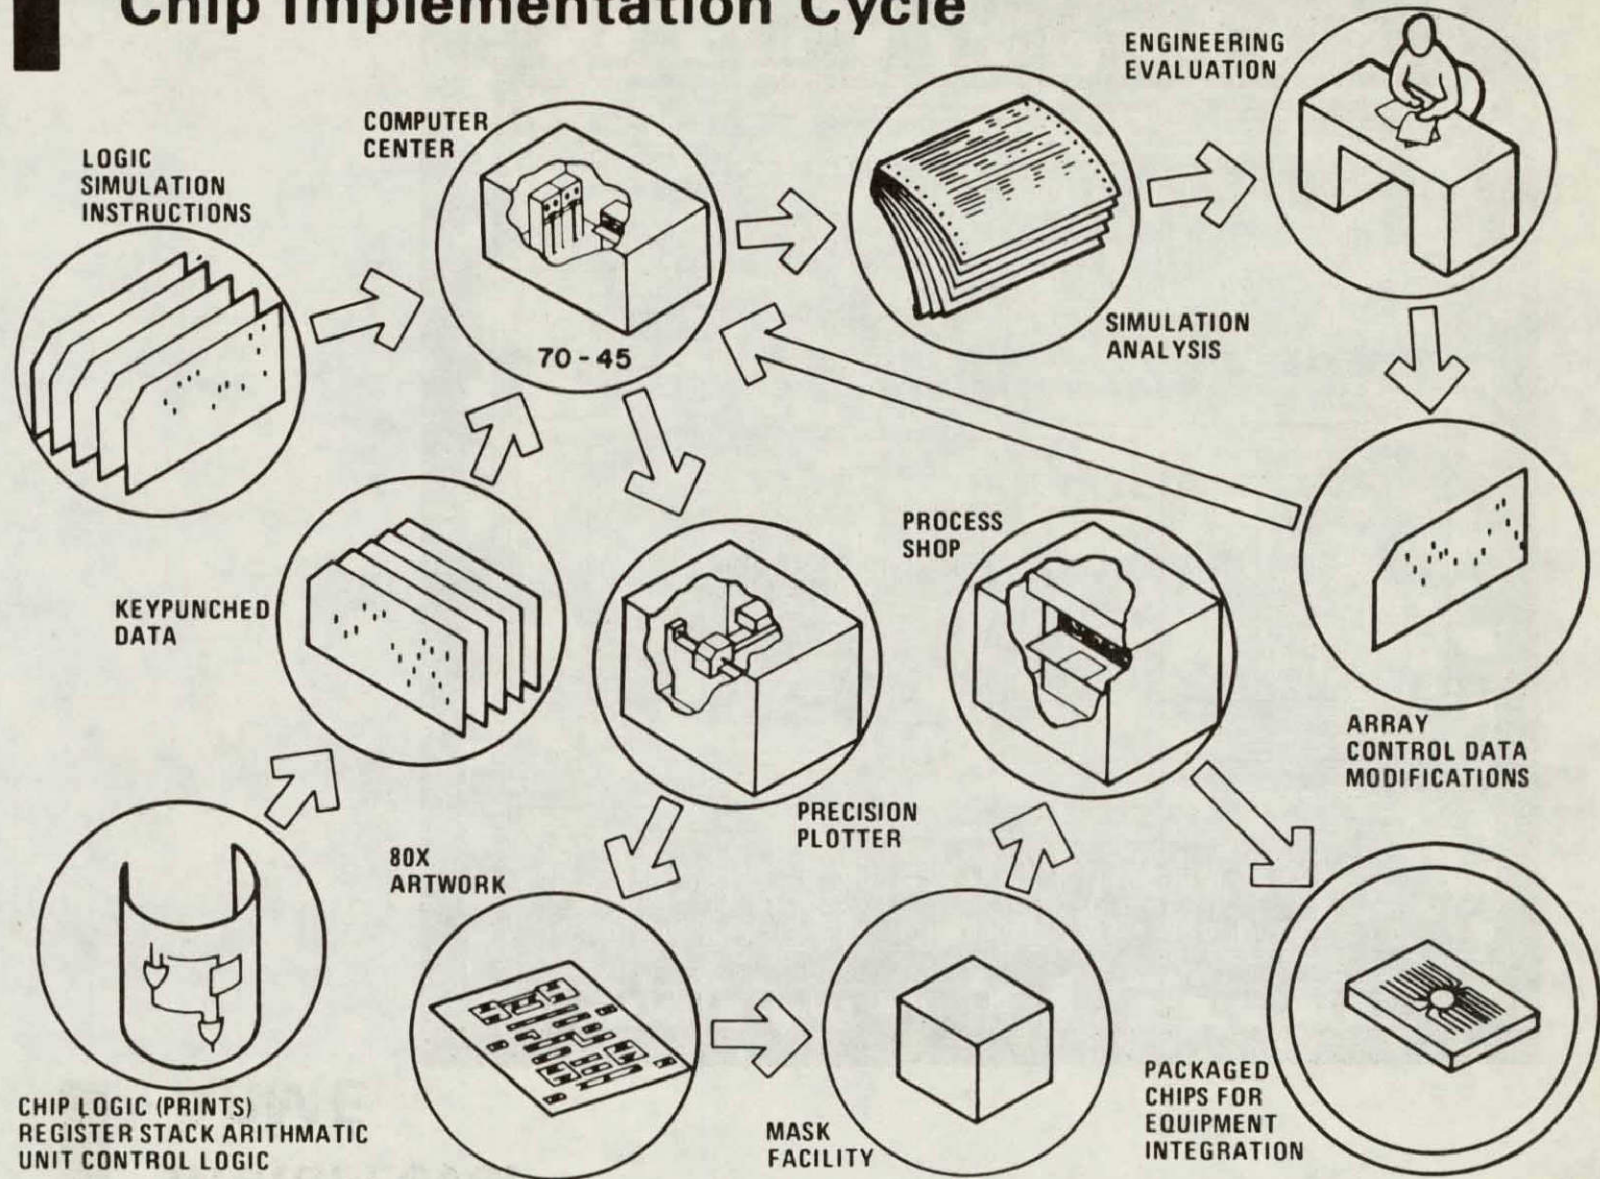 Chip Implementation Cycle
ENGINEERING
EVALUATION
COMPUTER
CENTER
LOGIC
SIMULATION
INSTRUCTIONS
70-45
SIMULATION
ANALYSIS
PROCESS
SHOP
KEYPUNCHED
DATA
ARRAY
CONTROL DATA
MODIFICATIONS
PRECISION
PLOTTER
80X
ARTWORK
CHIP LOGIC (PRINTS)
REGISTER STACK ARITHMATIC
UNIT CONTROL LOGIC
MASK
FACILITY
PACKAGED
CHIPS FOR
EQUIPMENT
INTEGRATION